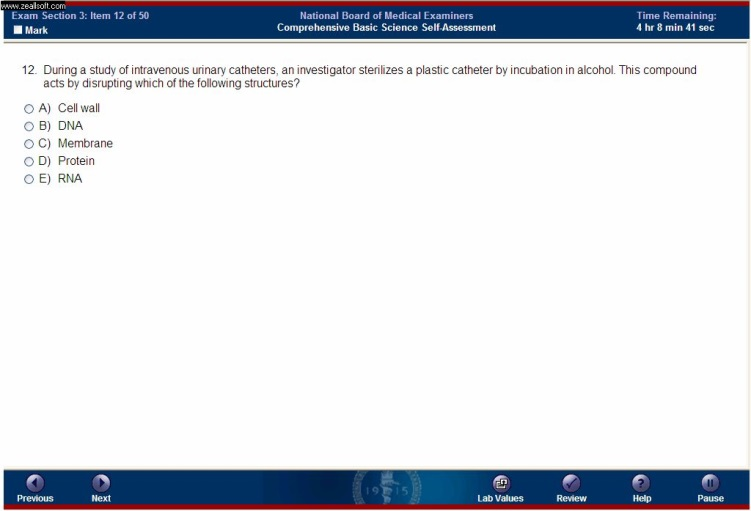 www.zeallsoft.com
Exam Section 3: Item 12 of 50
National Board of Medical Examiners
Time Remaining:
Mark
Comprehensive Basic Science Self-Assessment
4 hr 8 min 41 sec
12. During a study of intravenous urinary catheters, an investigator sterilizes a plastic catheter by incubation in alcohol. This compound
acts by disrupting which of the following structures?
A) Cell wall
B) DNA
C) Membrane
D) Protein
E) RNA
19 15
Previous Next Lab Values Review Help Pause